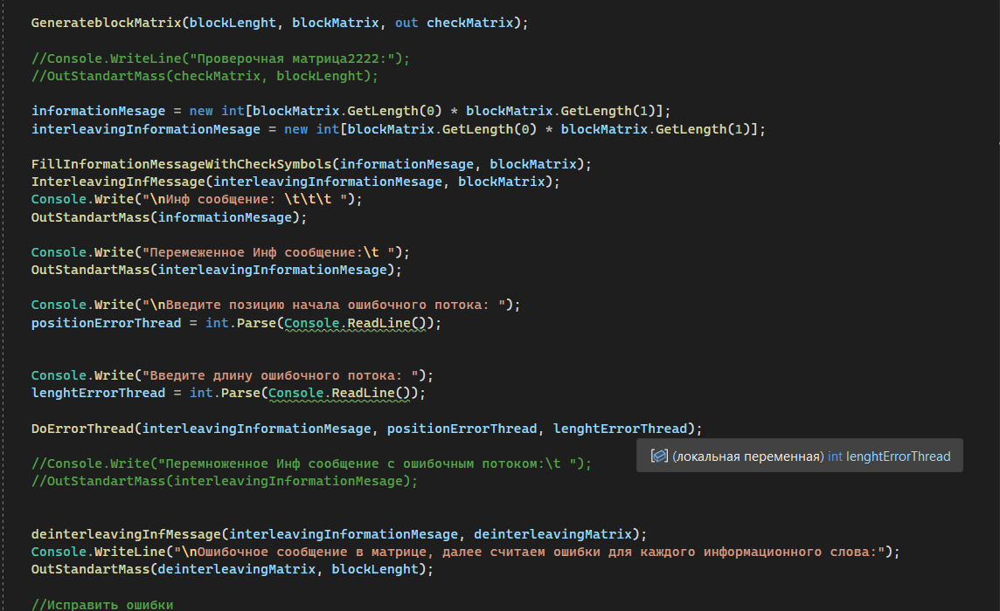 GenerateblockMatrix(blockLenght, blockMatrix, out checkMatrix);
//Console.WriteLine("Проверочная матрица2222:");
//OutStandartMass(checkMatrix, blockLenght);
informationMesage = new int[blockMatrix.GetLength(0) * blockMatrix.GetLength(1)];
interleavingInformationMesage = new int[blockMatrix.GetLength(0) * blockMatrix.GetLength(1)];
FillInformationMessageWithCheckSymbols(informationMesage, blockMatrix);
InterleavingInfMessage(interleavingInformationMesage, blockMatrix);
Console.Write("\nИнф сообщение: \t\t\t ");
OutStandartMass(informationMesage);
Console.Write("Перемеженное Инф сообщение:\t ");
OutStandartMass(interleavingInformationMesage);
Console.Write("\nВведите позицию начала ошибочного потока: ");
positionErrorThread = int.Parse(Console.ReadLine());
Console.Write("Введите длину ошибочного потока: ");
lenghtErrorThread = int.Parse(Console.ReadLine());
DoErrorThread(interleavingInformationMesage, positionErrorThread, lenghtErrorThread);
(локальная переменная) int lenghtErrorThread
//Console.Write("Перемноженное Инф сообщение с ошибочным потоком:\t ");
//OutStandartMass(interleavingInformationMesage);
deinterleavingInfMessage(interleavingInformationMesage, deinterleavingMatrix);
Console.WriteLine("\nОшибочное сообщение в матрице, далее считаем ошибки для каждого информационного слова:");
OutStandartMass(deinterleavingMatrix, blockLenght);
//Исправить ошибки